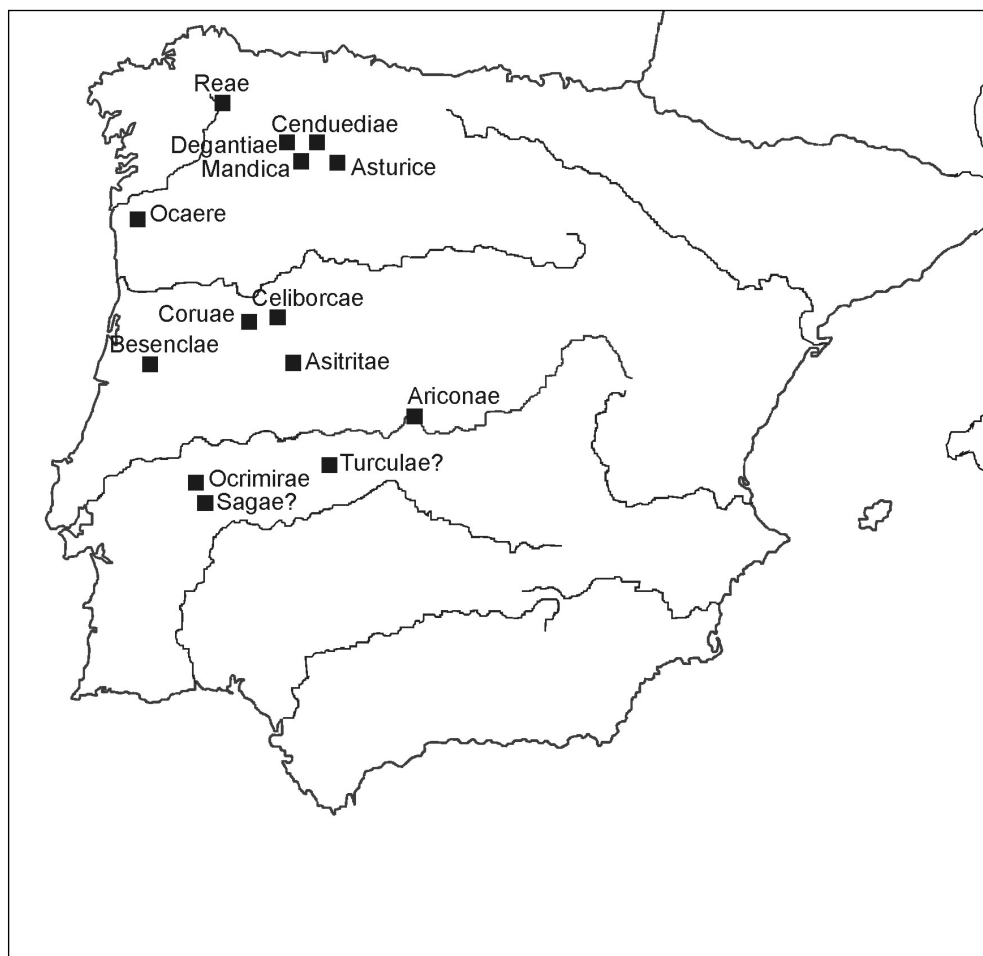 Reae
Cenduediae
Degantiae
Mandica
Asturice
Ocaere
Celiborcae
Coruae
Besenclae
Asitritae
Ariconae
Turculae?
Ocrimirae
Sagae?